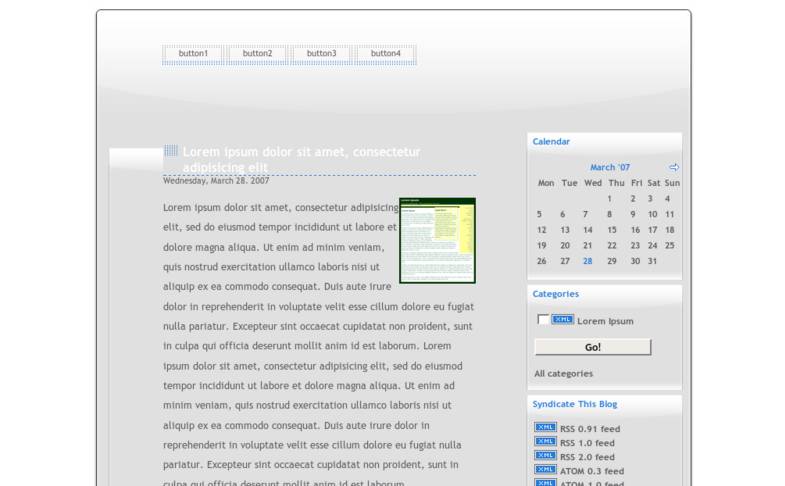 button1 button2 button3 button4
Lorem ipsum dolor sit amet, consectetur
adipisicing elit
Wednesday, March 28. 2007
Lorem ipsum dolor sit amet, consectetur adipisicing
elit, sed do eiusmod tempor incididunt ut labore et
dolore magna aliqua. Ut enim ad minim veniam,
quis nostrud exercitation ullamco laboris nisi ut
aliquip ex ea commodo consequat. Duis aute irure
dolor in reprehenderit in voluptate velit esse cillum dolore eu fugiat
nulla pariatur. Excepteur sint occaecat cupidatat non proident, sunt
in culpa qui officia deserunt mollit anim id est laborum. Lorem
ipsum dolor sit amet, consectetur adipisicing elit, sed do eiusmod
tempor incididunt ut labore et dolore magna aliqua. Ut enim ad
minim veniam, quis nostrud exercitation ullamco laboris nisi ut
aliquip ex ea commodo consequat. Duis aute irure dolor in
reprehenderit in voluptate velit esse cillum dolore eu fugiat nulla
pariatur. Excepteur sint occaecat cupidatat non proident, sunt in
culpa qui officia deserunt mollit anim id est laborum.
Calendar
March '07
Mon Tue Wed Thu Fri Sat Sun
1 2 3 4
5 6 7 8 9 10 11
12 13 14 15 16 17 18
19 20 21 22 23 24 25
26 27 28 29 30 31
Categories
XML Lorem Ipsum
Go!
All categories
Syndicate This Blog
XML RSS 0.91 feed
XML RSS 1.0 feed
XML RSS 2.0 feed
XML ATOM 0.3 feed
XML ATOM 1.0 feed